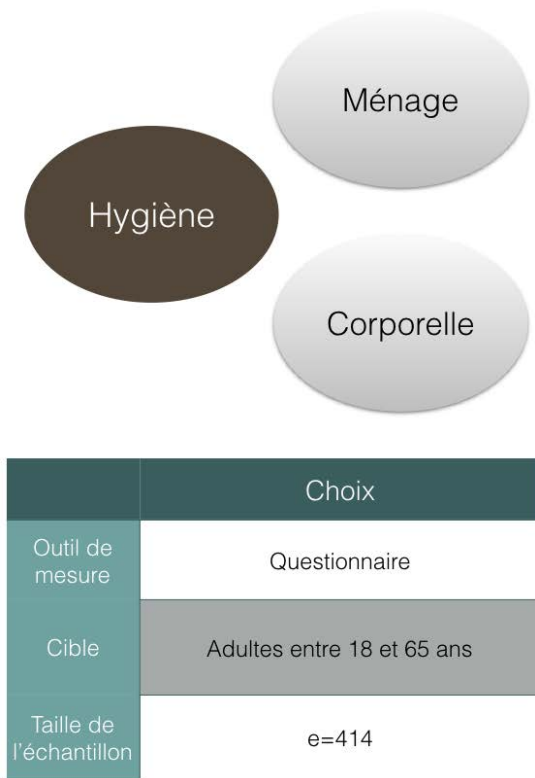 Ménage
Hygiène
Corporelle
Choix
Outil de
mesure
Questionnaire
Cible
Adultes entre 18 et 65 ans
Taille de
l'échantillon
e=414